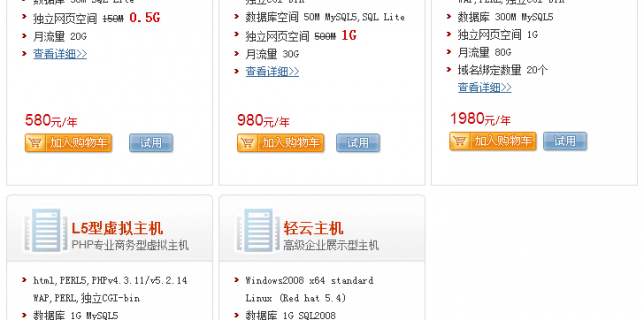 数据库 50M SQL Lite
独立网页空间 150M 0.5G
月流量 20G
查看详细>>
580元/年
加入购物车 试用
独立CGI-bin
数据库空间 50M MySQL5,SQL Lite
独立网页空间 500M 1G
月流量 30G
查看详细>>
980元/年
加入购物车 试用
WAP,PERL,独立CGI-bin
数据库 300M MySQL5
独立网页空间 1G
月流量 80G
域名绑定数量 20个
查看详细>>
1980元/年
加入购物车 试用
L5型虚拟主机
PHP专业商务型虚拟主机
html,PERL5,PHPv4.3.11/v5.2.14
WAP,PERL,独立CGI-bin
数据库 1G MySQL5
轻云主机
高级企业展示型主机
Windows2008 x64 standard
Linux (Red hat 5.4)
数据库 1G SQL2008